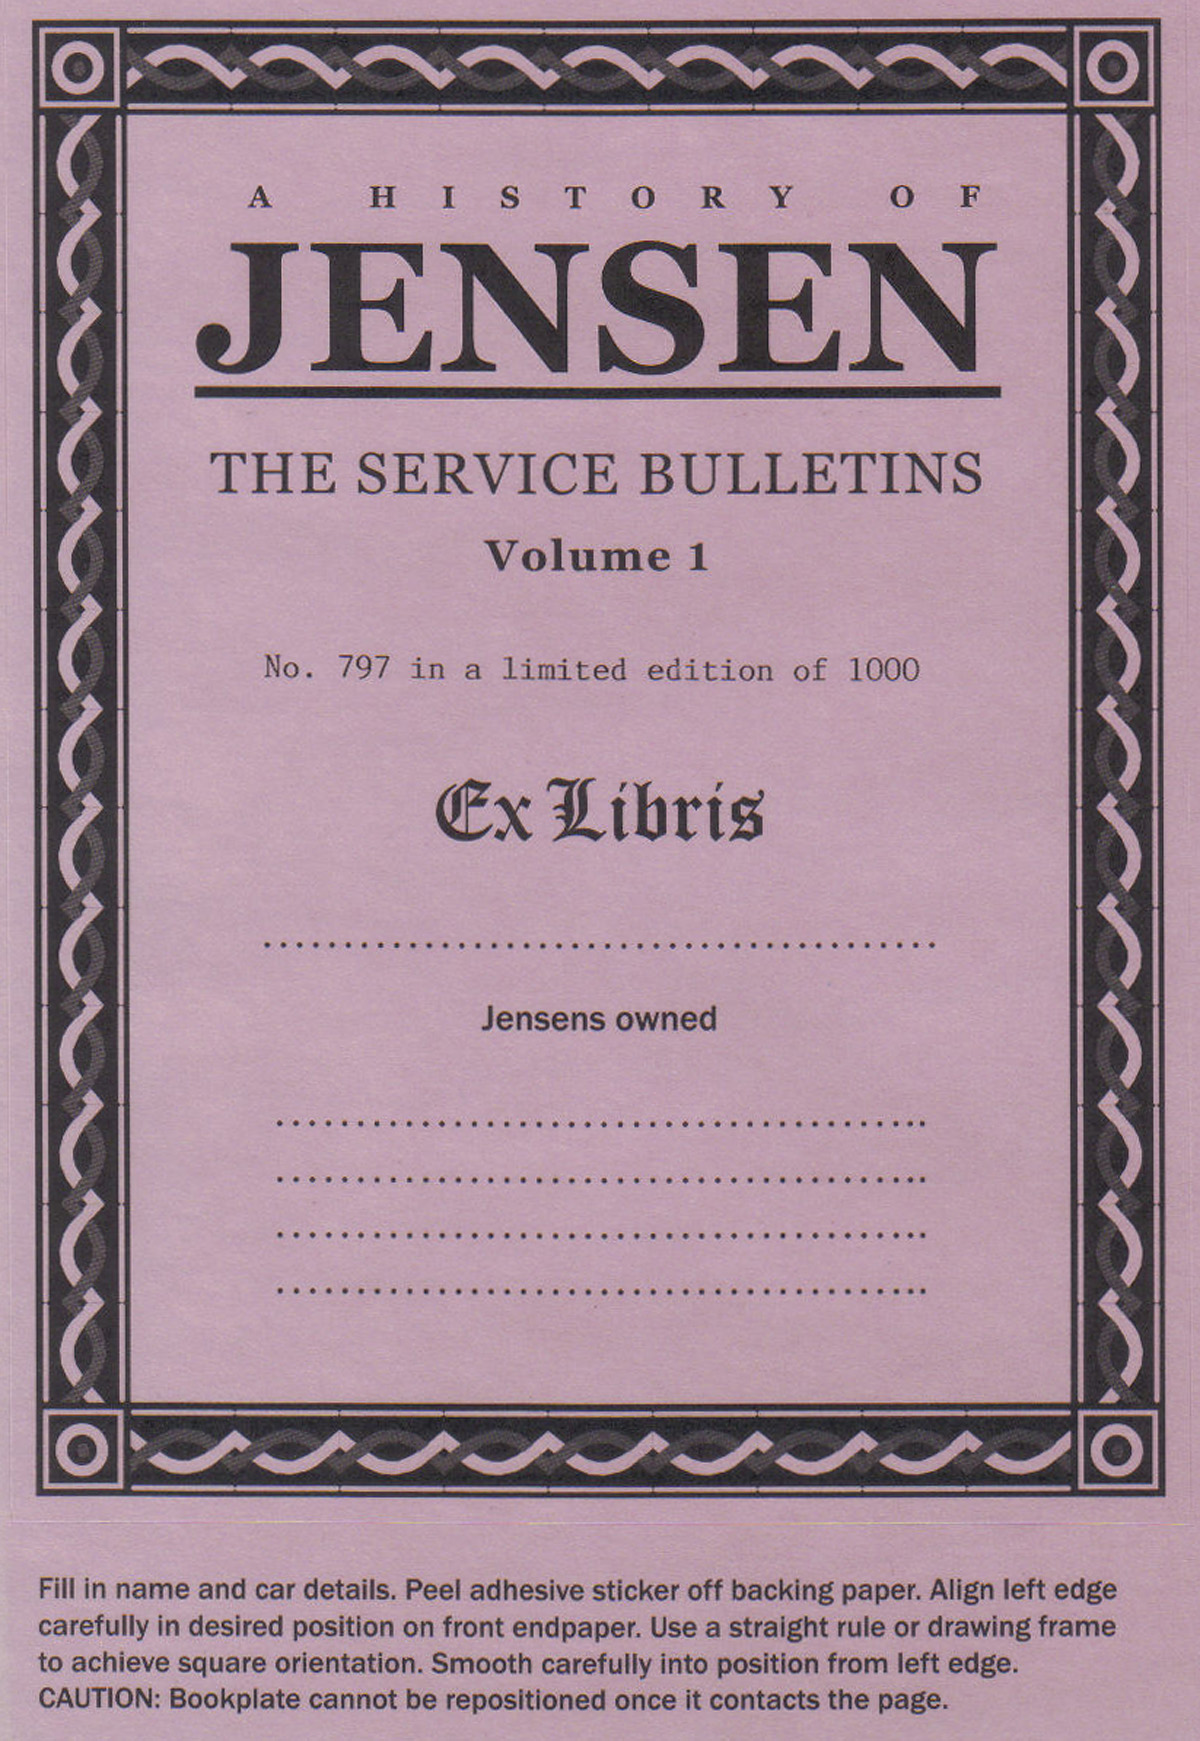 A HISTORY OF
JENSEN
THE SERVICE BULLETINS
Volume 1
No. 797 in a limited edition of 1000
Ex Libris
Jensens owned
Fill in name and car details. Peel adhesive sticker off backing paper. Align left edge
carefully in desired position on front endpaper. Use a straight rule or drawing frame
to achieve square orientation. Smooth carefully into position from left edge.
CAUTION: Bookplate cannot be repositioned once it contacts the page.